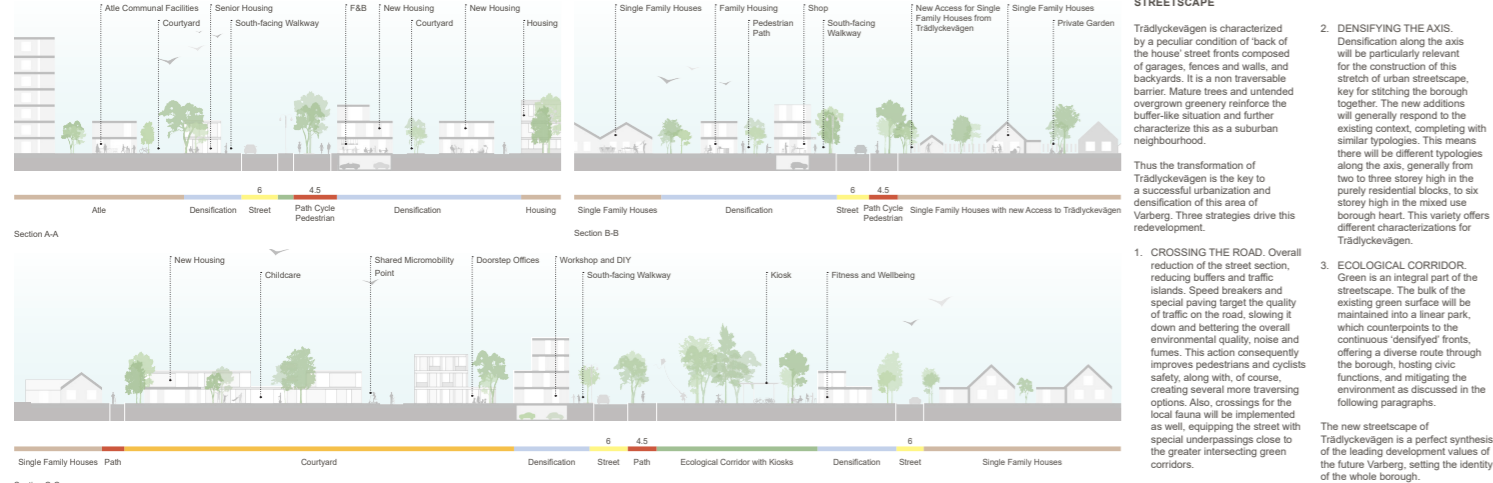 Atle Communal Facilities
Senior Housing
F&B
New Housing
Courtyard
South-facing Walkway
Courtyard
Housing
6
4.5
Atle
Densification
Street
Path Cycle
Pedestrian
Densification
Housing
Section A-A
Single Family Houses
Family Housing
Shop
New Access for Single
Family Houses from
Trädlyckevägen
Single Family Houses
Pedestrian
Path
South-facing
Walkway
Private Garden
6
4.5
Single Family Houses
Densification
Street
Path Cycle
Pedestrian
Single Family Houses with new Access to Trädlyckevägen
Section B-B
New Housing
Shared Micromobility
Point
Doorstep Offices
Workshop and DIY
Childcare
South-facing Walkway
Kiosk
Fitness and Wellbeing
6
4.5
6
Single Family Houses
Path
Courtyard
Densification
Street
Path
Ecological Corridor with Kiosks
Densification
Street
Single Family Houses
STREETSCAPE
Trädlyckevägen is characterized
by a peculiar condition of 'back of
the house' street fronts composed
of garages, fences and walls, and
backyards. It is a non traversable
barrier. Mature trees and untended
overgrown greenery reinforce the
buffer-like situation and further
characterize this as a suburban
neighbourhood.
Thus the transformation of
Trädlyckevägen is the key to
a successful urbanization and
densification of this area of
Varberg. Three strategies drive this
redevelopment.
1. CROSSING THE ROAD. Overall
reduction of the street section,
reducing buffers and traffic
islands. Speed breakers and
special paving target the quality
of traffic on the road, slowing it
down and bettering the overall
environmental quality, noise and
fumes. This action consequently
improves pedestrians and cyclists
safety, along with, of course,
creating several more traversing
options. Also, crossings for the
local fauna will be implemented
as well, equipping the street with
special underpassings close to
the greater intersecting green
corridors.
2. DENSIFYING THE AXIS.
Densification along the axis
will be particularly relevant
for the construction of this
stretch of urban streetscape,
key for stitching the borough
together. The new additions
will generally respond to the
existing context, completing with
similar typologies. This means
there will be different typologies
along the axis, generally from
two to three storey high in the
purely residential blocks, to six
storey high in the mixed use
borough heart. This variety offers
different characterizations for
Trädlyckevägen.
3. ECOLOGICAL CORRIDOR.
Green is an integral part of the
streetscape. The bulk of the
existing green surface will be
maintained into a linear park,
which counterpoints to the
continuous 'densifyed' fronts,
offering a diverse route through
the borough, hosting civic
functions, and mitigating the
environment as discussed in the
following paragraphs.
The new streetscape of
Trädlyckevägen is a perfect synthesis
of the leading development values of
the future Varberg, setting the identity
of the whole borough.